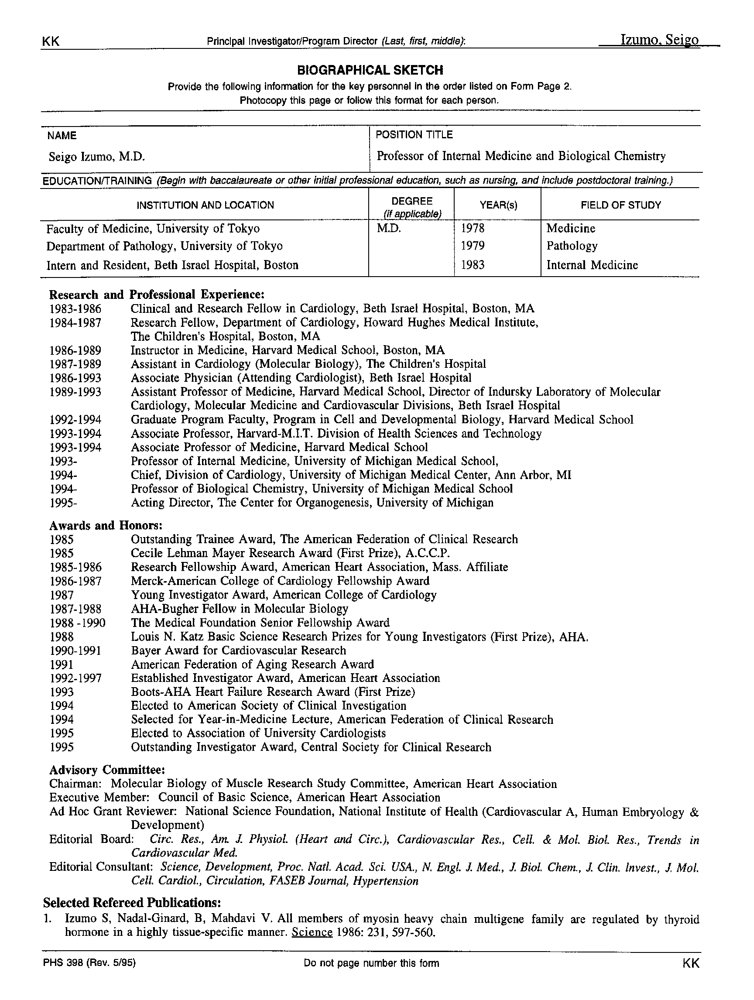 KK Principal Investigator/Program Director (Last, first, middle): Izumo, Seigo
BIOGRAPHICAL SKETCH
Provide the following information for the key personnel in the order listed on Form Page 2.
Photocopy this page or follow this format for each person.
NAME POSITION TITLE
Seigo Izumo, M.D. Professor of Internal Medicine and Biological Chemistry
EDUCATION/TRAINING (Begin with baccalaureate or other initial professional education, such as nursing, and include postdoctoral training.)
INSTITUTION AND LOCATION DEGREE (if applicable) YEAR(s) FIELD OF STUDY
Faculty of Medicine, University of Tokyo M.D. 1978 Medicine
Department of Pathology, University of Tokyo 1979 Pathology
Intern and Resident, Beth Israel Hospital, Boston 1983 Internal Medicine
Research and Professional Experience:
1983-1986 Clinical and Research Fellow in Cardiology, Beth Israel Hospital, Boston, MA
1984-1987 Research Fellow, Department of Cardiology, Howard Hughes Medical Institute,
The Children's Hospital, Boston, MA
1986-1989 Instructor in Medicine, Harvard Medical School, Boston, MA
1987-1989 Assistant in Cardiology (Molecular Biology), The Children's Hospital
1986-1993 Associate Physician (Attending Cardiologist), Beth Israel Hospital
1989-1993 Assistant Professor of Medicine, Harvard Medical School, Director of Indursky Laboratory of Molecular
Cardiology, Molecular Medicine and Cardiovascular Divisions, Beth Israel Hospital
1992-1994 Graduate Program Faculty, Program in Cell and Developmental Biology, Harvard Medical School
1993-1994 Associate Professor, Harvard-M.I.T. Division of Health Sciences and Technology
1993-1994 Associate Professor of Medicine, Harvard Medical School
1993- Professor of Internal Medicine, University of Michigan Medical School,
1994- Chief, Division of Cardiology, University of Michigan Medical Center, Ann Arbor, MI
1994- Professor of Biological Chemistry, University of Michigan Medical School
1995- Acting Director, The Center for Organogenesis, University of Michigan
Awards and Honors:
1985 Outstanding Trainee Award, The American Federation of Clinical Research
1985 Cecile Lehman Mayer Research Award (First Prize), A.C.C.P.
1985-1986 Research Fellowship Award, American Heart Association, Mass. Affiliate
1986-1987 Merck-American College of Cardiology Fellowship Award
1987 Young Investigator Award, American College of Cardiology
1987-1988 AHA-Bugher Fellow in Molecular Biology
1988 -1990 The Medical Foundation Senior Fellowship Award
1988 Louis N. Katz Basic Science Research Prizes for Young Investigators (First Prize), AHA.
1990-1991 Bayer Award for Cardiovascular Research
1991 American Federation of Aging Research Award
1992-1997 Established Investigator Award, American Heart Association
1993 Boots-AHA Heart Failure Research Award (First Prize)
1994 Elected to American Society of Clinical Investigation
1994 Selected for Year-in-Medicine Lecture, American Federation of Clinical Research
1995 Elected to Association of University Cardiologists
1995 Outstanding Investigator Award, Central Society for Clinical Research
Advisory Committee:
Chairman: Molecular Biology of Muscle Research Study Committee, American Heart Association
Executive Member: Council of Basic Science, American Heart Association
Ad Hoc Grant Reviewer: National Science Foundation, National Institute of Health (Cardiovascular A, Human Embryology &
Development)
Editorial Board: Circ. Res., Am. J. Physiol. (Heart and Circ.), Cardiovascular Res., Cell. & Mol. Biol. Res., Trends in
Cardiovascular Med.
Editorial Consultant: Science, Development, Proc. Natl. Acad. Sci. USA., N. Engl. J. Med., J. Biol. Chem., J. Clin. Invest., J. Mol.
Cell. Cardiol., Circulation, FASEB Journal, Hypertension
Selected Refereed Publications:
1. Izumo S, Nadal-Ginard, B, Mahdavi V. All members of myosin heavy chain multigene family are regulated by thyroid
hormone in a highly tissue-specific manner. Science 1986: 231, 597-560.
PHS 398 (Rev. 5/95) Do not page number this form KK